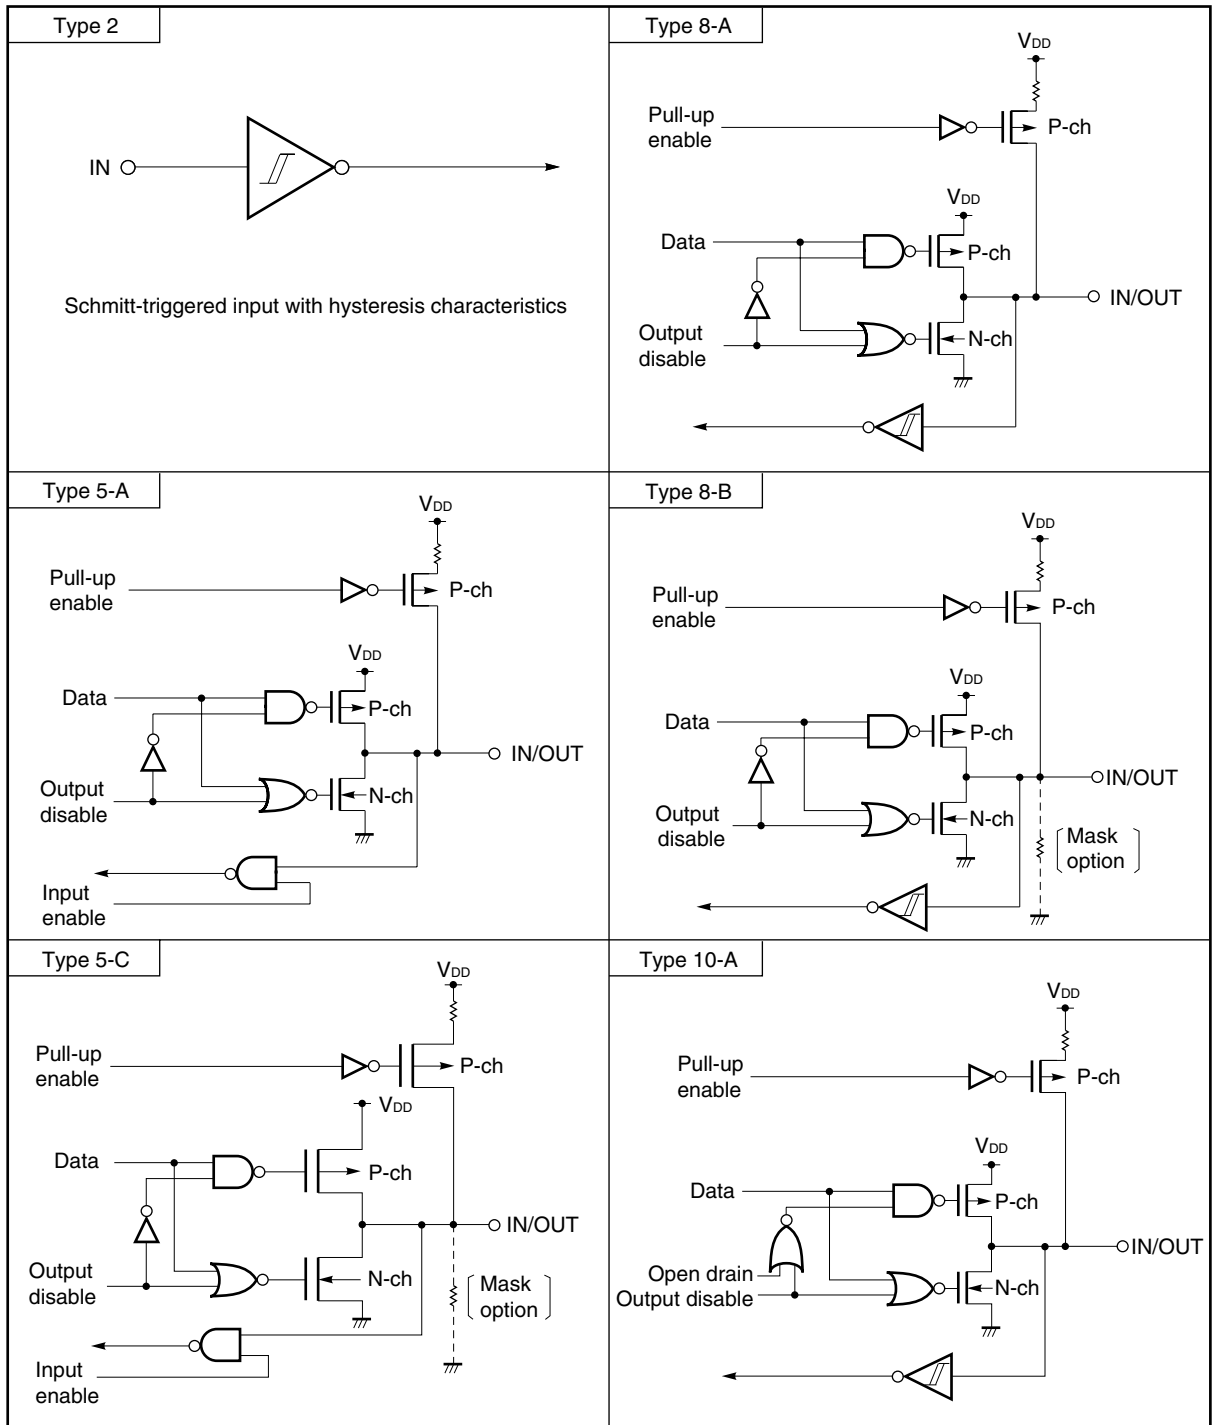 Type 2
IN
Schmitt-triggered input with hysteresis characteristics
Type 8-A
VDD
Pull-up
enable
P-ch
VDD
Data
P-ch
IN/OUT
Output
disable
N-ch
Type 5-A
VDD
Pull-up
enable
P-ch
VDD
Data
P-ch
IN/OUT
Output
disable
N-ch
Input
enable
Type 8-B
VDD
Pull-up
enable
P-ch
VDD
Data
P-ch
IN/OUT
Output
disable
N-ch
Mask
option
Type 5-C
VDD
Pull-up
enable
P-ch
VDD
Data
P-ch
IN/OUT
Output
disable
N-ch
Mask
option
Input
enable
Type 10-A
VDD
Pull-up
enable
P-ch
VDD
Data
P-ch
IN/OUT
Open drain
Output disable
N-ch